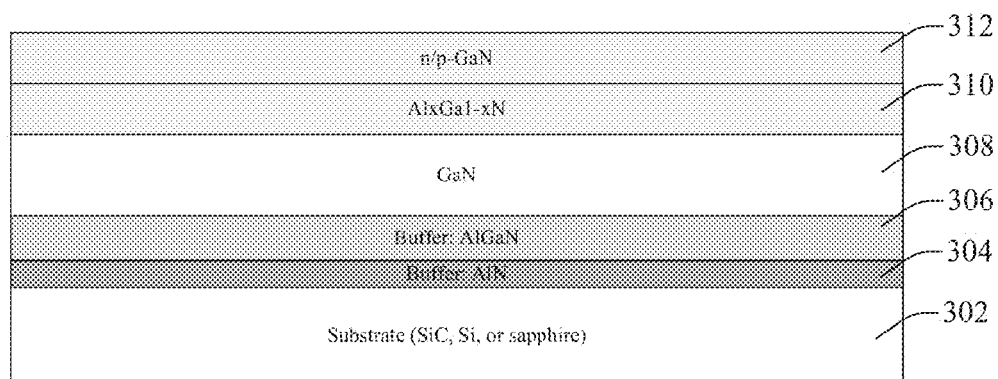 312
n/p-GaN
310
AlxGa1-xN
308
GaN
306
Buffer: AlGaN
304
Buffer: AlN
302
Substrate (SiC, Si, or sapphire)